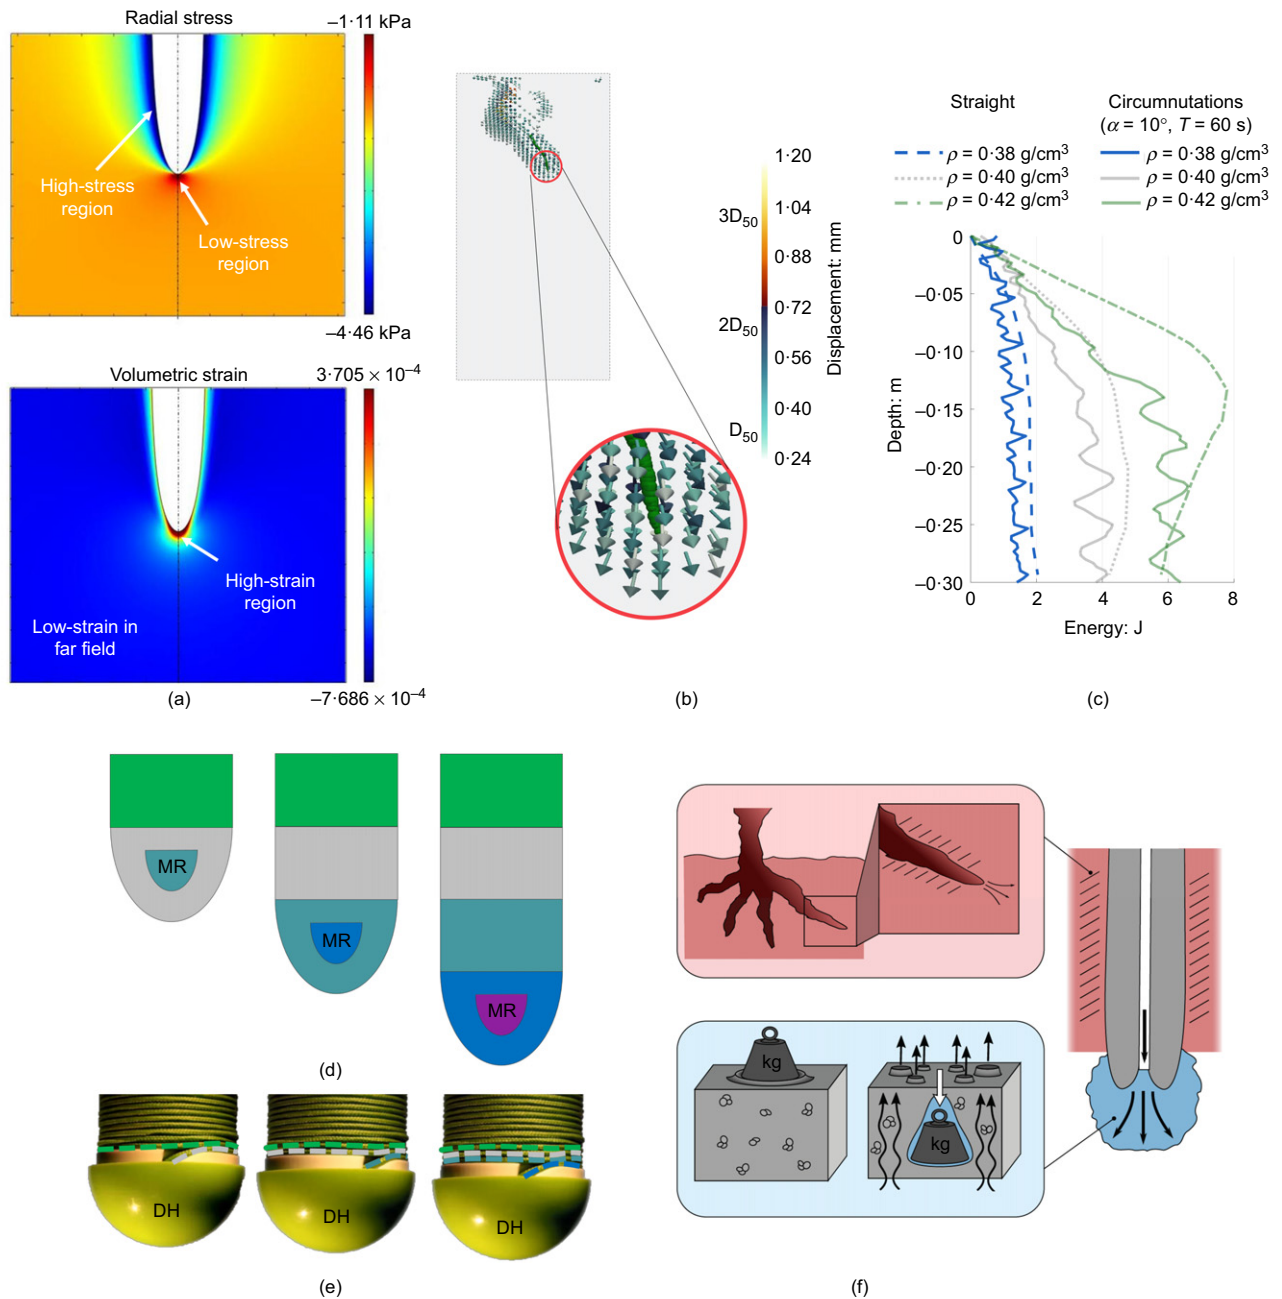 Radial stress
–1·11 kPa
High-stress
region
Low-stress
region
–4·46 kPa
Volumetric strain
3·705 × 10–4
High-strain
region
Low-strain in
far field
–7·686 × 10–4
(a)
1·20
1·04
0·88
0·72
0·56
0·40
0·24
3D50
2D50
D50
Displacement: mm
(b)
Straight
Circumnutations
(α = 10°, T = 60 s)
ρ = 0·38 g/cm3
ρ = 0·38 g/cm3
ρ = 0·40 g/cm3
ρ = 0·40 g/cm3
ρ = 0·42 g/cm3
ρ = 0·42 g/cm3
0
–0·05
–0·10
–0·15
–0·20
–0·25
–0·30
Depth: m
0 2 4 6 8
Energy: J
(c)
MR
MR
MR
(d)
DH
DH
DH
(e)
kg
kg
(f)